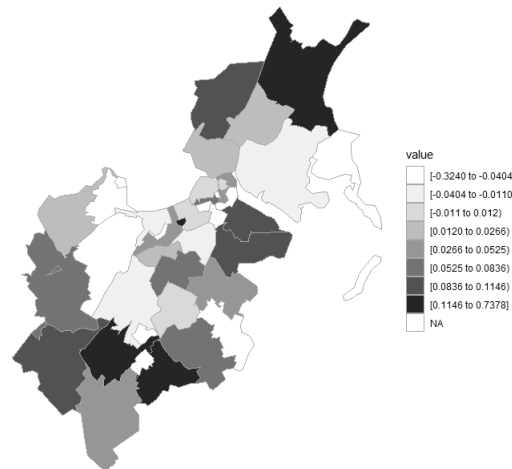 value
[-0.3240 to -0.0404
[-0.0404 to -0.0110
[-0.011 to 0.012)
[0.0120 to 0.0266)
[0.0266 to 0.0525)
[0.0525 to 0.0836)
[0.0836 to 0.1146)
[0.1146 to 0.7378]
NA